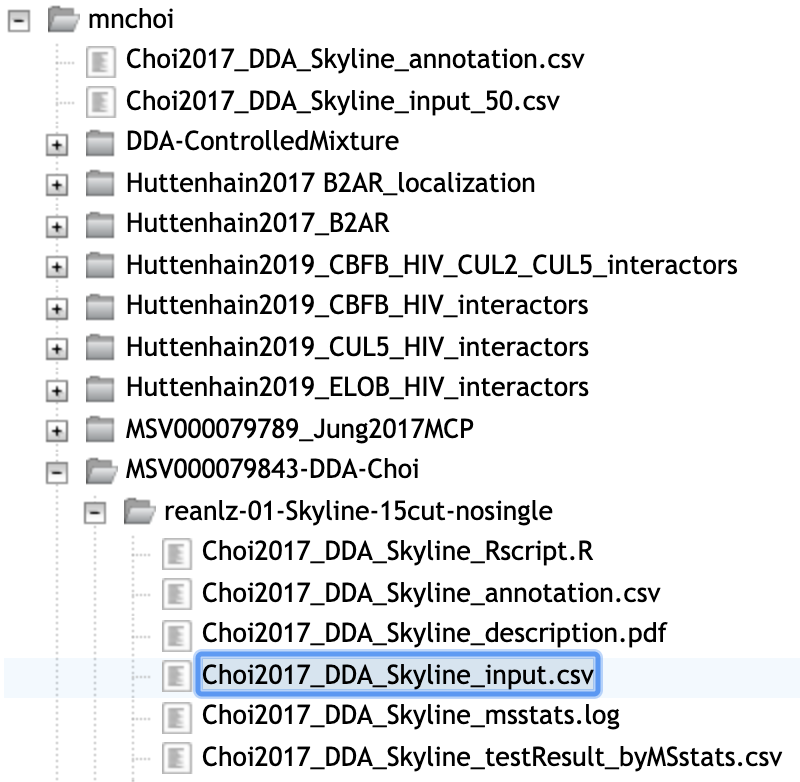 mnchoi
Choi2017_DDA_Skyline_annotation.csv
Choi2017_DDA_Skyline_input_50.csv
DDA-ControlledMixture
Huttenhain2017 B2AR_localization
Huttenhain2017_B2AR
Huttenhain2019_CBFB_HIV_CUL2_CUL5_interactors
Huttenhain2019_CBFB_HIV_interactors
Huttenhain2019_CUL5_HIV_interactors
Huttenhain2019_ELOB_HIV_interactors
MSV000079789_Jung2017MCP
MSV000079843-DDA-Choi
reanlz-01-Skyline-15cut-nosingle
Choi2017_DDA_Skyline_Rscript.R
Choi2017_DDA_Skyline_annotation.csv
Choi2017_DDA_Skyline_description.pdf
Choi2017_DDA_Skyline_input.csv
Choi2017_DDA_Skyline_msstats.log
Choi2017_DDA_Skyline_testResult_byMSstats.csv